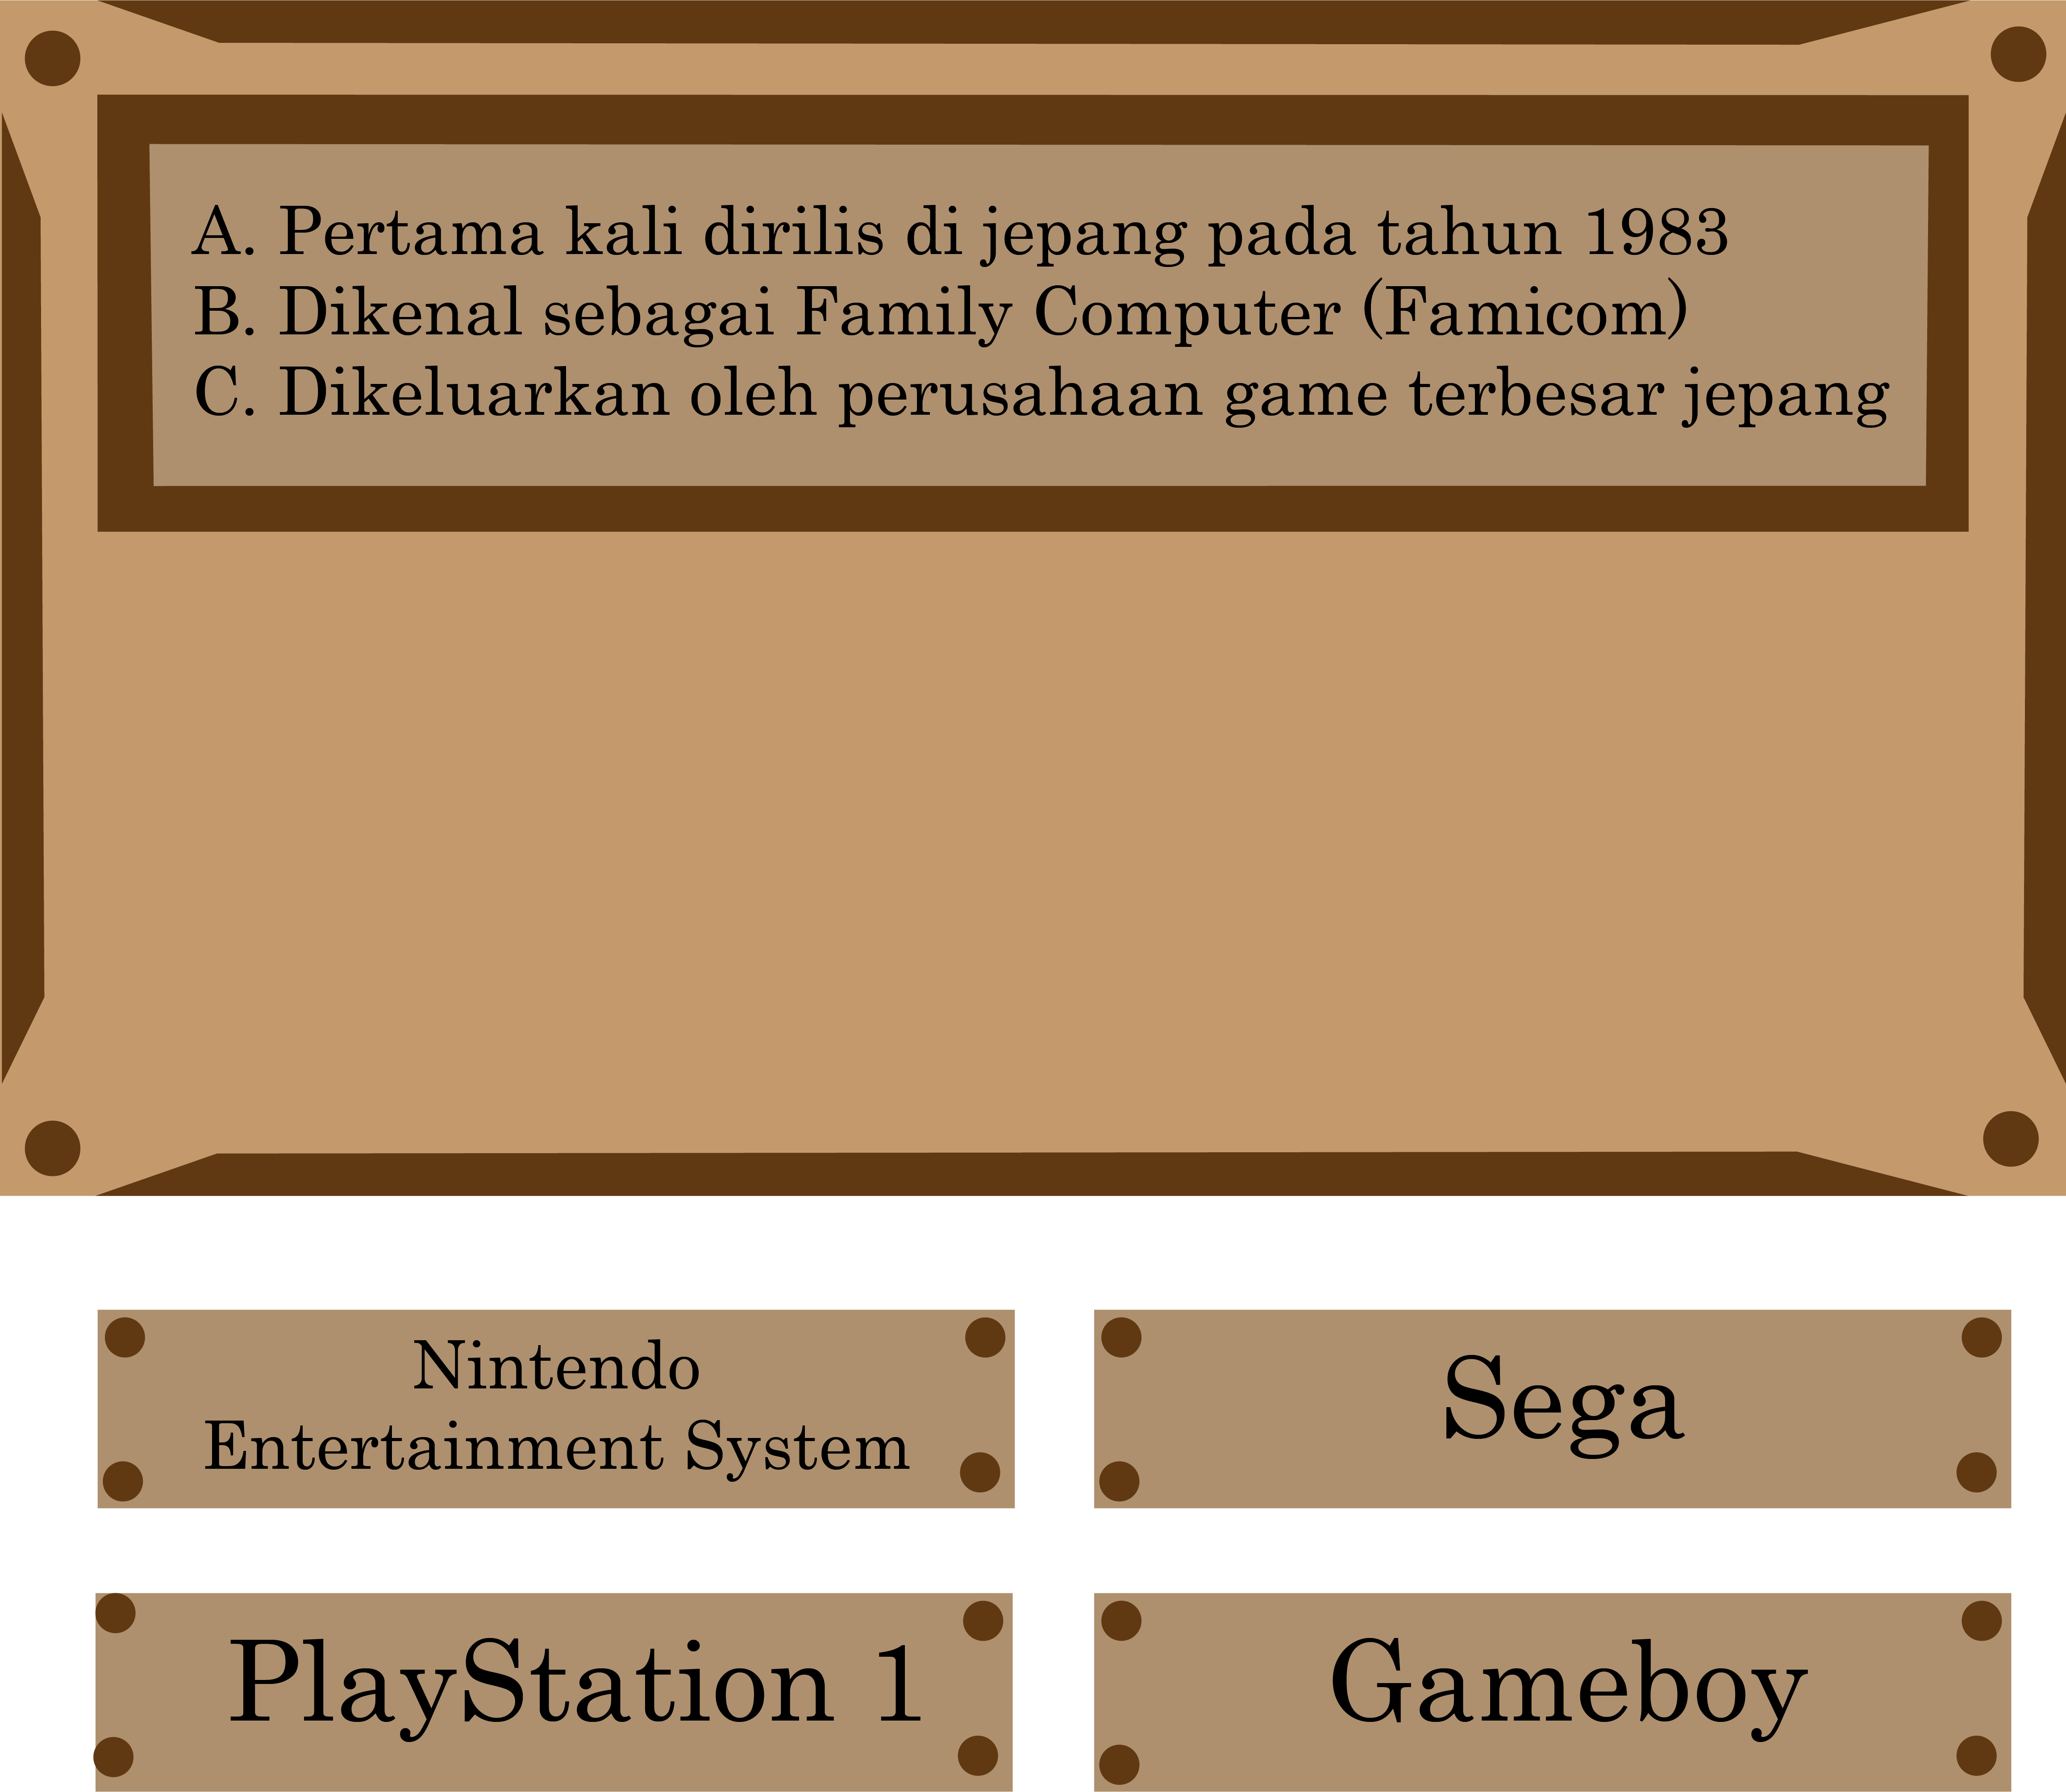 A. Pertama kali dirilis di jepang pada tahun 1983
B. Dikenal sebagai Family Computer (Famicom)
C. Dikeluarkan oleh perusahaan game terbesar jepang
Nintendo
Entertaimment System
Sega
PlayStation 1
Gameboy